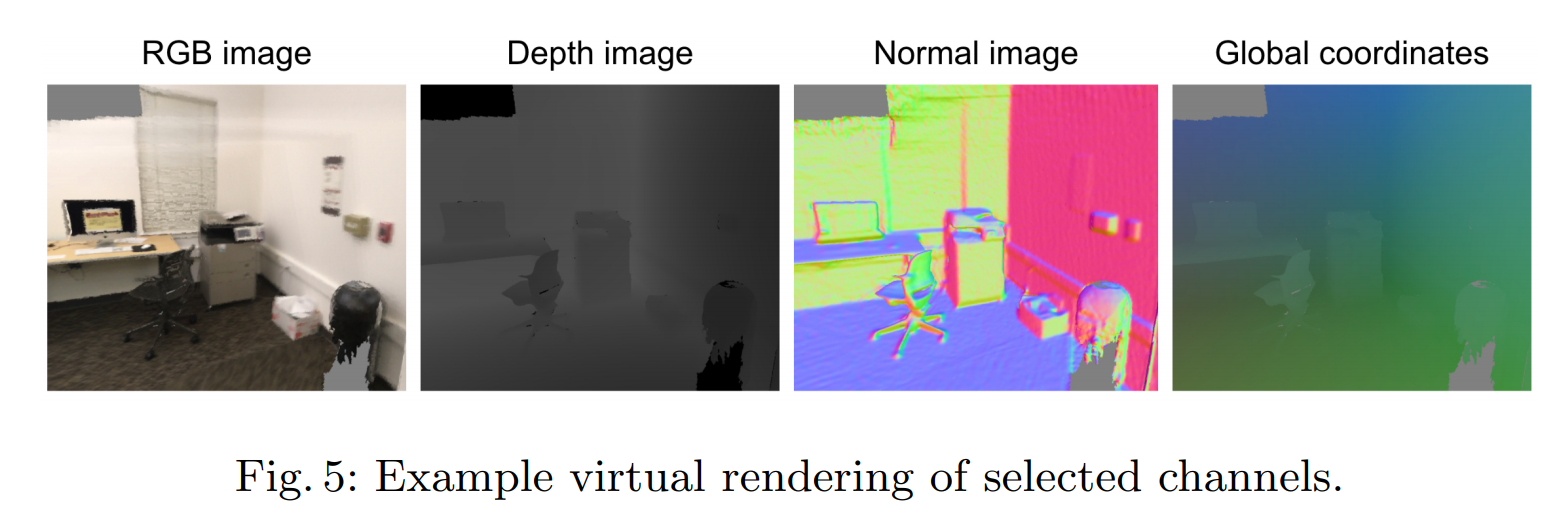 RGB image
Depth image
Normal image
Global coordinates
Fig. 5: Example virtual rendering of selected channels.